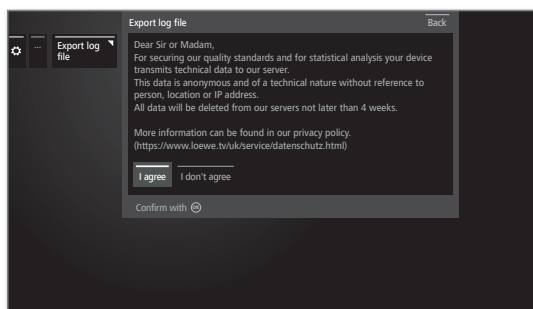 Export log file
Back
...
Export log
file
Dear Sir or Madam,
For securing our quality standards and for statistical analysis your device
transmits technical data to our server.
This data is anonymous and of a technical nature without reference to
person, location or IP address.
All data will be deleted from our servers not later than 4 weeks.
More information can be found in our privacy policy.
(https://www.loewe.tv/uk/service/datenschutz.html)
I agree
I don't agree
Confirm with OK